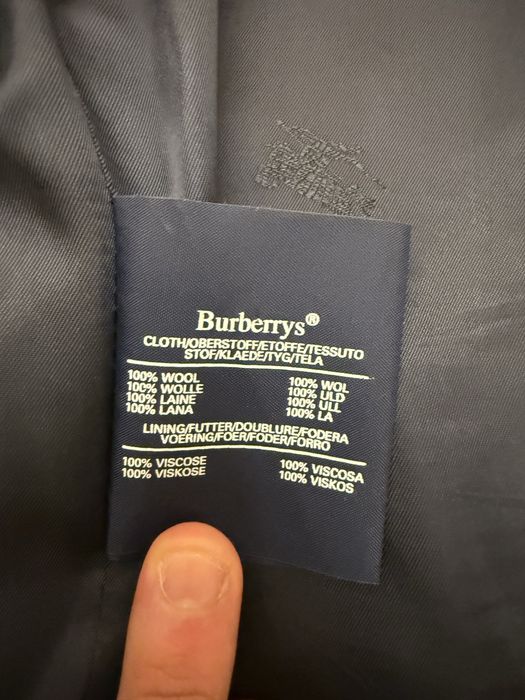 Burberrys®
CLOTH/OBERSTOFF/ETOFFE/TESSUTO
STOF/KLAEDE/TYG/TELA
100% WOOL 100% WOL
100% WOLLE 100% ULD
100% LAINE 100% ULL
100% LANA 100% LA
LINING/FUTTER/DOUBLURE/FODERA
VOERING/FOER/FODER/FORRO
100% VISCOSE 100% VISCOSA
100% VISKOSE 100% VISKOS